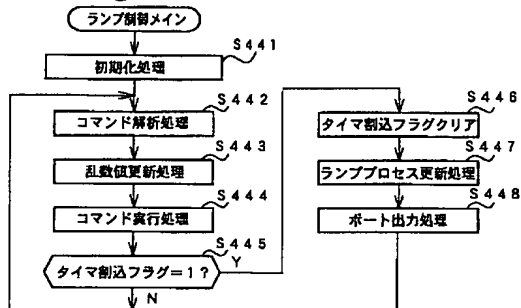 ランプ制御メイン
S441
初期化処理
S442
コマンド解析処理
S443
乱数値更新処理
S444
コマンド実行処理
S445
タイマ割込フラグ=1?
Y
N
S446
タイマ割込フラグクリア
S447
ランププロセス更新処理
S448
ポート出力処理